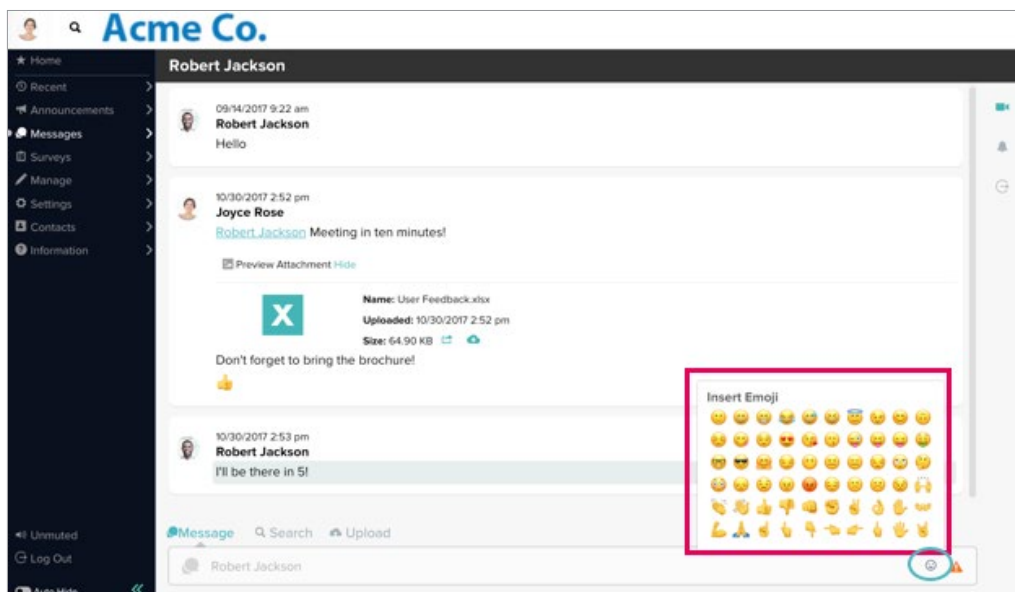 Acme Co.
Home
Recent
Announcements
Messages
Surveys
Manage
Settings
Contacts
Information
Unmuted
Log Out
Auto Hide
Robert Jackson
09/14/2017 9:22 am
Robert Jackson
Hello
10/30/2017 2:52 pm
Joyce Rose
Robert Jackson Meeting in ten minutes!
Preview Attachment Hide
X
Name: User Feedback.xlsx
Uploaded: 10/30/2017 2:52 pm
Size: 64.90 KB
Don't forget to bring the brochure!
10/30/2017 2:53 pm
Robert Jackson
I'll be there in 5!
Insert Emoji
Message Search Upload
Robert Jackson